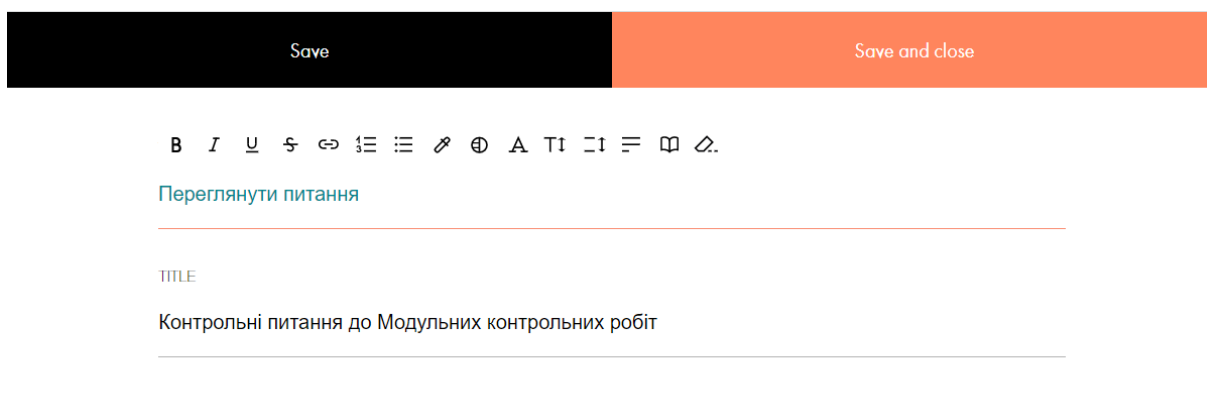 Save
Save and close
Переглянути питання
TITLE
Контрольні питання до Модульних контрольних робіт